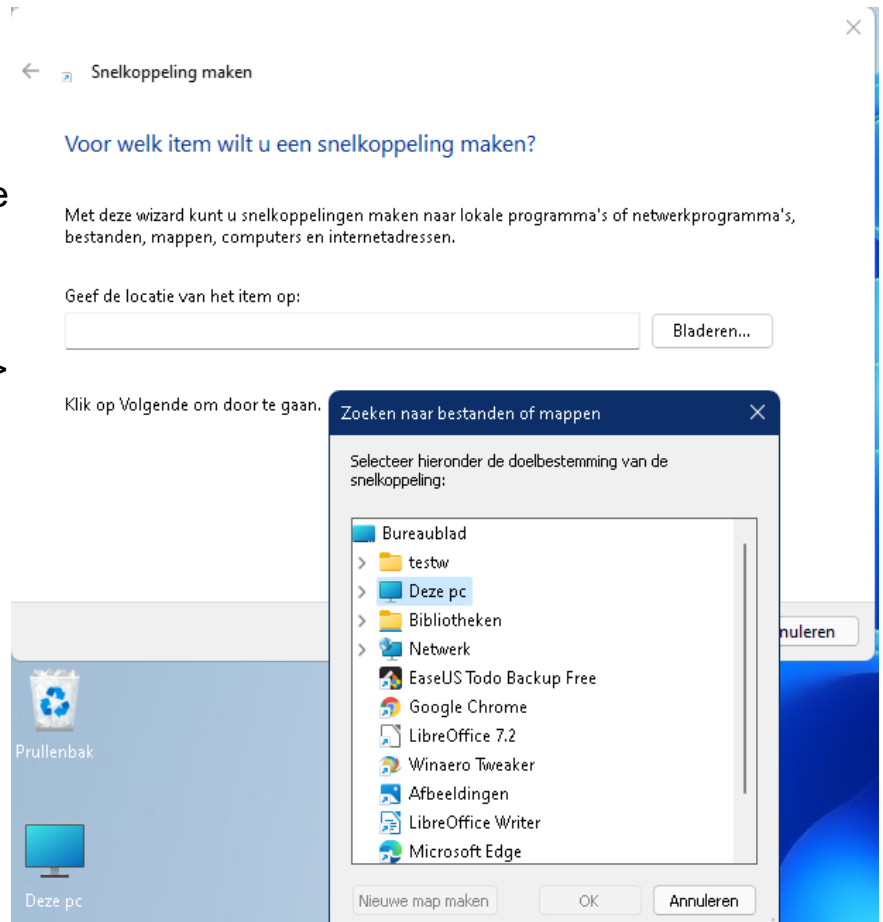 Snelkoppeling maken
Voor welk item wilt u een snelkoppeling maken?
e
Met deze wizard kunt u snelkoppelingen maken naar lokale programma's of netwerkprogramma's,
bestanden, mappen, computers en internetadressen.
Geef de locatie van het item op:
Bladeren...
>
Klik op Volgende om door te gaan.
Zoeken naar bestanden of mappen
Selecteer hieronder de doelbestemming van de
snelkoppeling:
Bureaublad
testw
Deze pc
Bibliotheken
Netwerk
EaseUS Todo Backup Free
Google Chrome
LibreOffice 7.2
Winaero Tweaker
Afbeeldingen
LibreOffice Writer
Microsoft Edge
Nieuwe map maken
OK
Annuleren
nuleren
Prullenbak
Deze pc